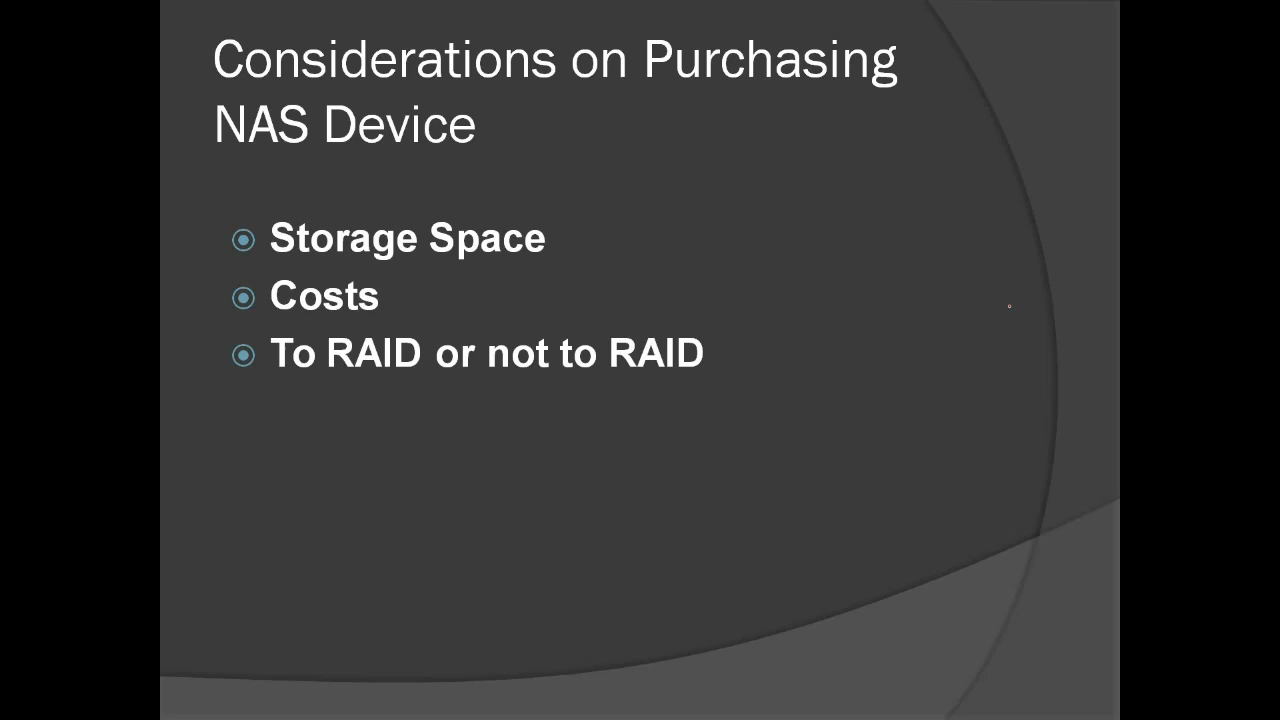 Considerations on Purchasing
NAS Device
Storage Space
Costs
To RAID or not to RAID